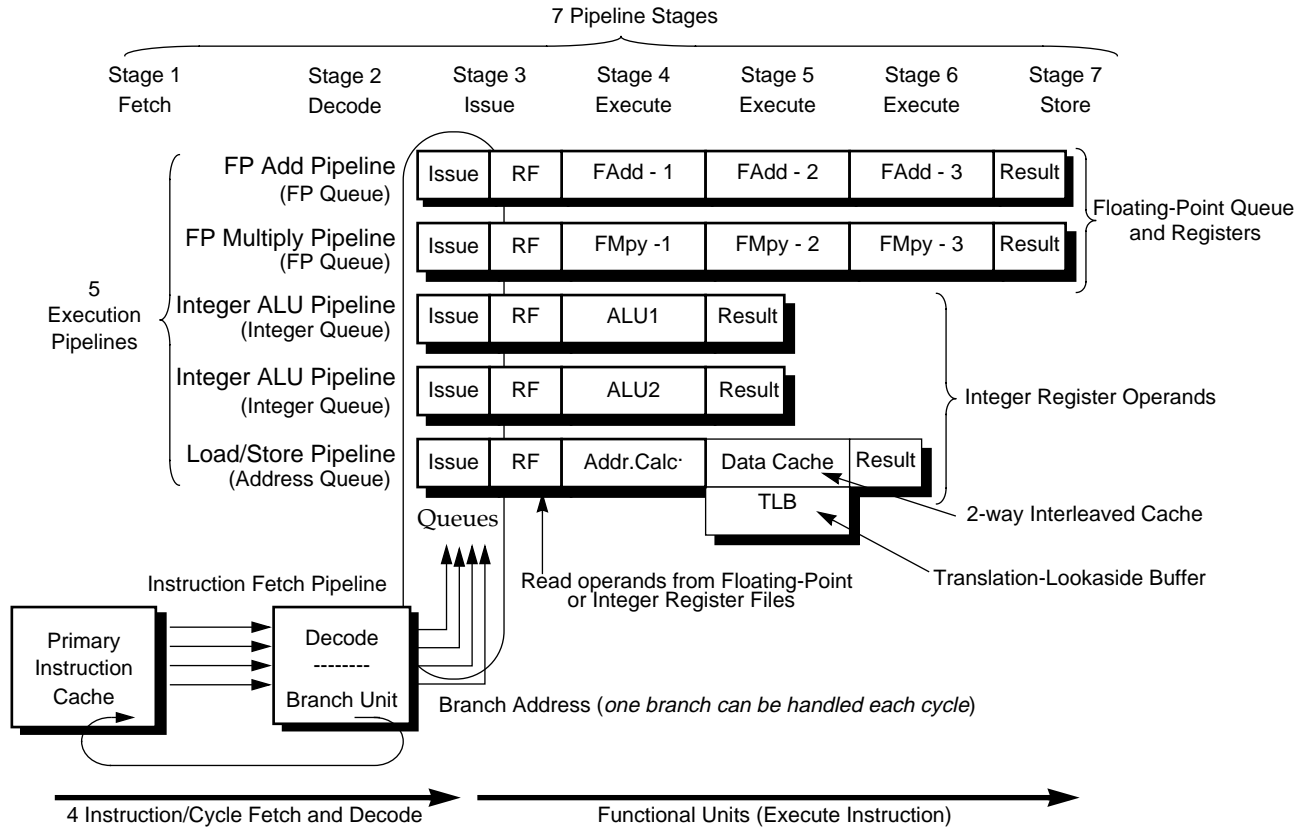 7 Pipeline Stages
Stage 1 Stage 2 Stage 3 Stage 4 Stage 5 Stage 6 Stage 7
Fetch Decode Issue Execute Execute Execute Store
FP Add Pipeline
(FP Queue)
Issue RF FAdd - 1 FAdd - 2 FAdd - 3 Result
Floating-Point Queue
and Registers
FP Multiply Pipeline
(FP Queue)
Issue RF FMpy -1 FMpy - 2 FMpy - 3 Result
5
Execution
Pipelines
Integer ALU Pipeline
(Integer Queue)
Issue RF ALU1 Result
Integer ALU Pipeline
(Integer Queue)
Issue RF ALU2 Result
Integer Register Operands
Load/Store Pipeline
(Address Queue)
Issue RF Addr.Calc. Data Cache Result
TLB
2-way Interleaved Cache
Translation-Lookaside Buffer
Queues
Read operands from Floating-Point
or Integer Register Files
Instruction Fetch Pipeline
Primary
Instruction
Cache
Decode
--------
Branch Unit
Branch Address (one branch can be handled each cycle)
4 Instruction/Cycle Fetch and Decode
Functional Units (Execute Instruction)